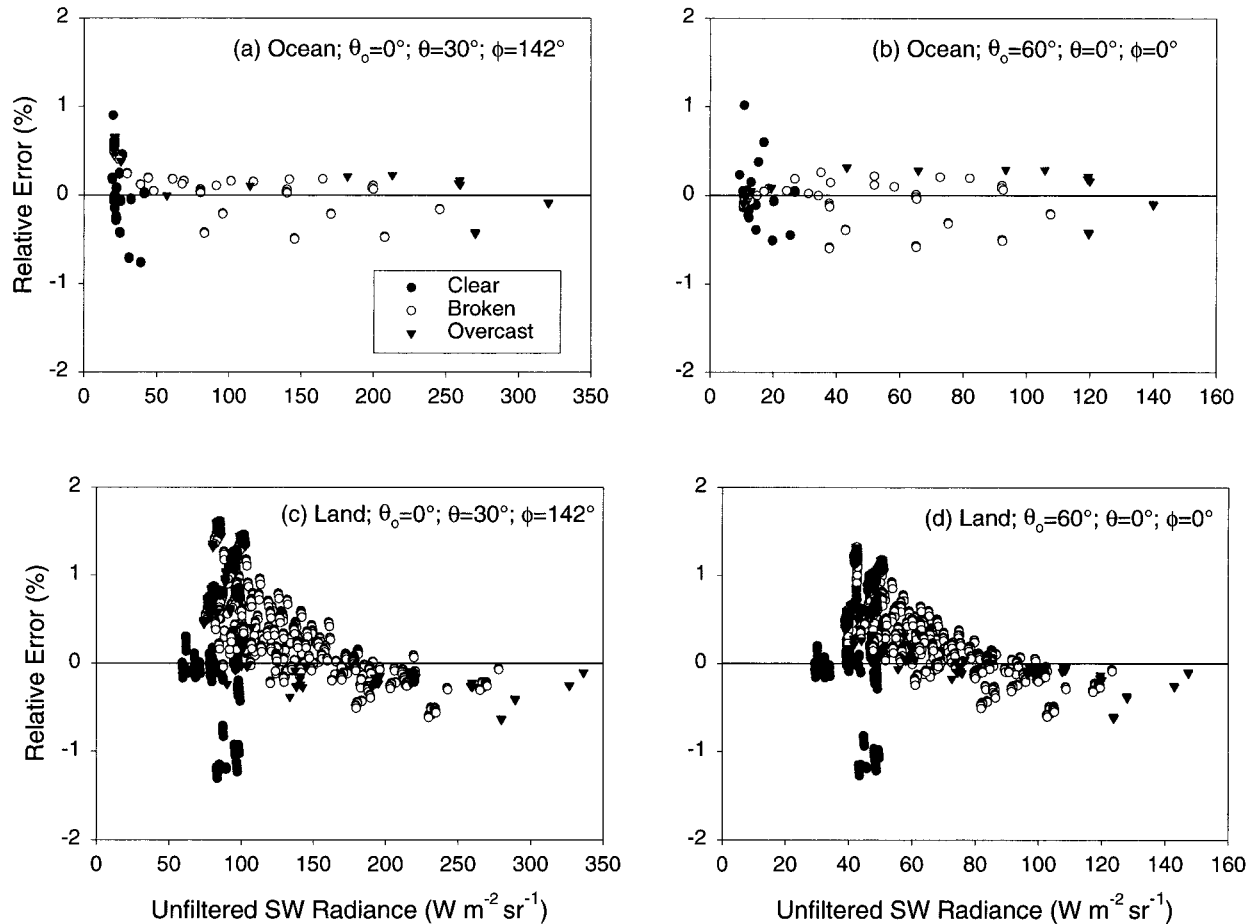 2
(a) Ocean; θo=0°; θ=30°; ϕ=142°
1
0
-1
-2
Relative Error (%)
Clear
Broken
Overcast
0 50 100 150 200 250 300 350
2
(b) Ocean; θo=60°; θ=0°; ϕ=0°
1
0
-1
-2
0 20 40 60 80 100 120 140 160
2
(c) Land; θo=0°; θ=30°; ϕ=142°
1
0
-1
-2
Relative Error (%)
0 50 100 150 200 250 300 350
Unfiltered SW Radiance (W m-2 sr-1)
2
(d) Land; θo=60°; θ=0°; ϕ=0°
1
0
-1
-2
0 20 40 60 80 100 120 140 160
Unfiltered SW Radiance (W m-2 sr-1)